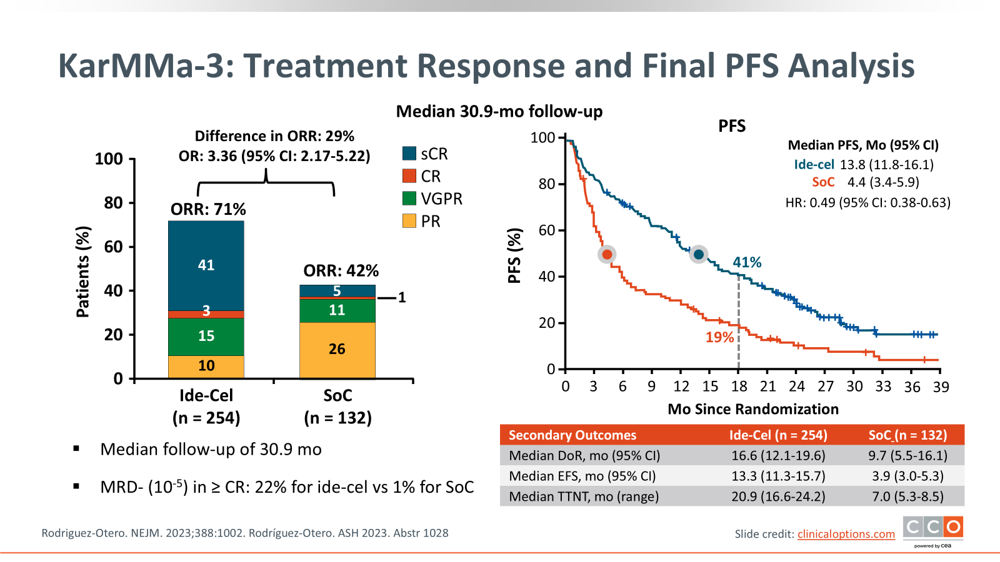 KarMMa-3: Treatment Response and Final PFS Analysis
Median 30.9-mo follow-up
Difference in ORR: 29%
OR: 3.36 (95% CI: 2.17-5.22)
sCR
CR
VGPR
PR
Patients (%)
100
80
60
40
20
0
ORR: 71%
41
3
15
10
ORR: 42%
5
1
11
26
Ide-Cel
(n = 254)
SoC
(n = 132)
PFS
Median PFS, Mo (95% CI)
Ide-cel 13.8 (11.8-16.1)
SoC 4.4 (3.4-5.9)
HR: 0.49 (95% CI: 0.38-0.63)
PFS (%)
100
80
60
40
20
0
41%
19%
0 3 6 9 12 15 18 21 24 27 30 33 36 39
Mo Since Randomization
▪ Median follow-up of 30.9 mo
▪ MRD- (10-5) in ≥ CR: 22% for ide-cel vs 1% for SoC
Secondary Outcomes Ide-Cel (n = 254) SoC (n = 132)
Median DoR, mo (95% CI) 16.6 (12.1-19.6) 9.7 (5.5-16.1)
Median EFS, mo (95% CI) 13.3 (11.3-15.7) 3.9 (3.0-5.3)
Median TTNT, mo (range) 20.9 (16.6-24.2) 7.0 (5.3-8.5)
Rodriguez-Otero. NEJM. 2023;388:1002. Rodríguez-Otero. ASH 2023. Abstr 1028
Slide credit: clinicaloptions.com
CCO
powered by cea